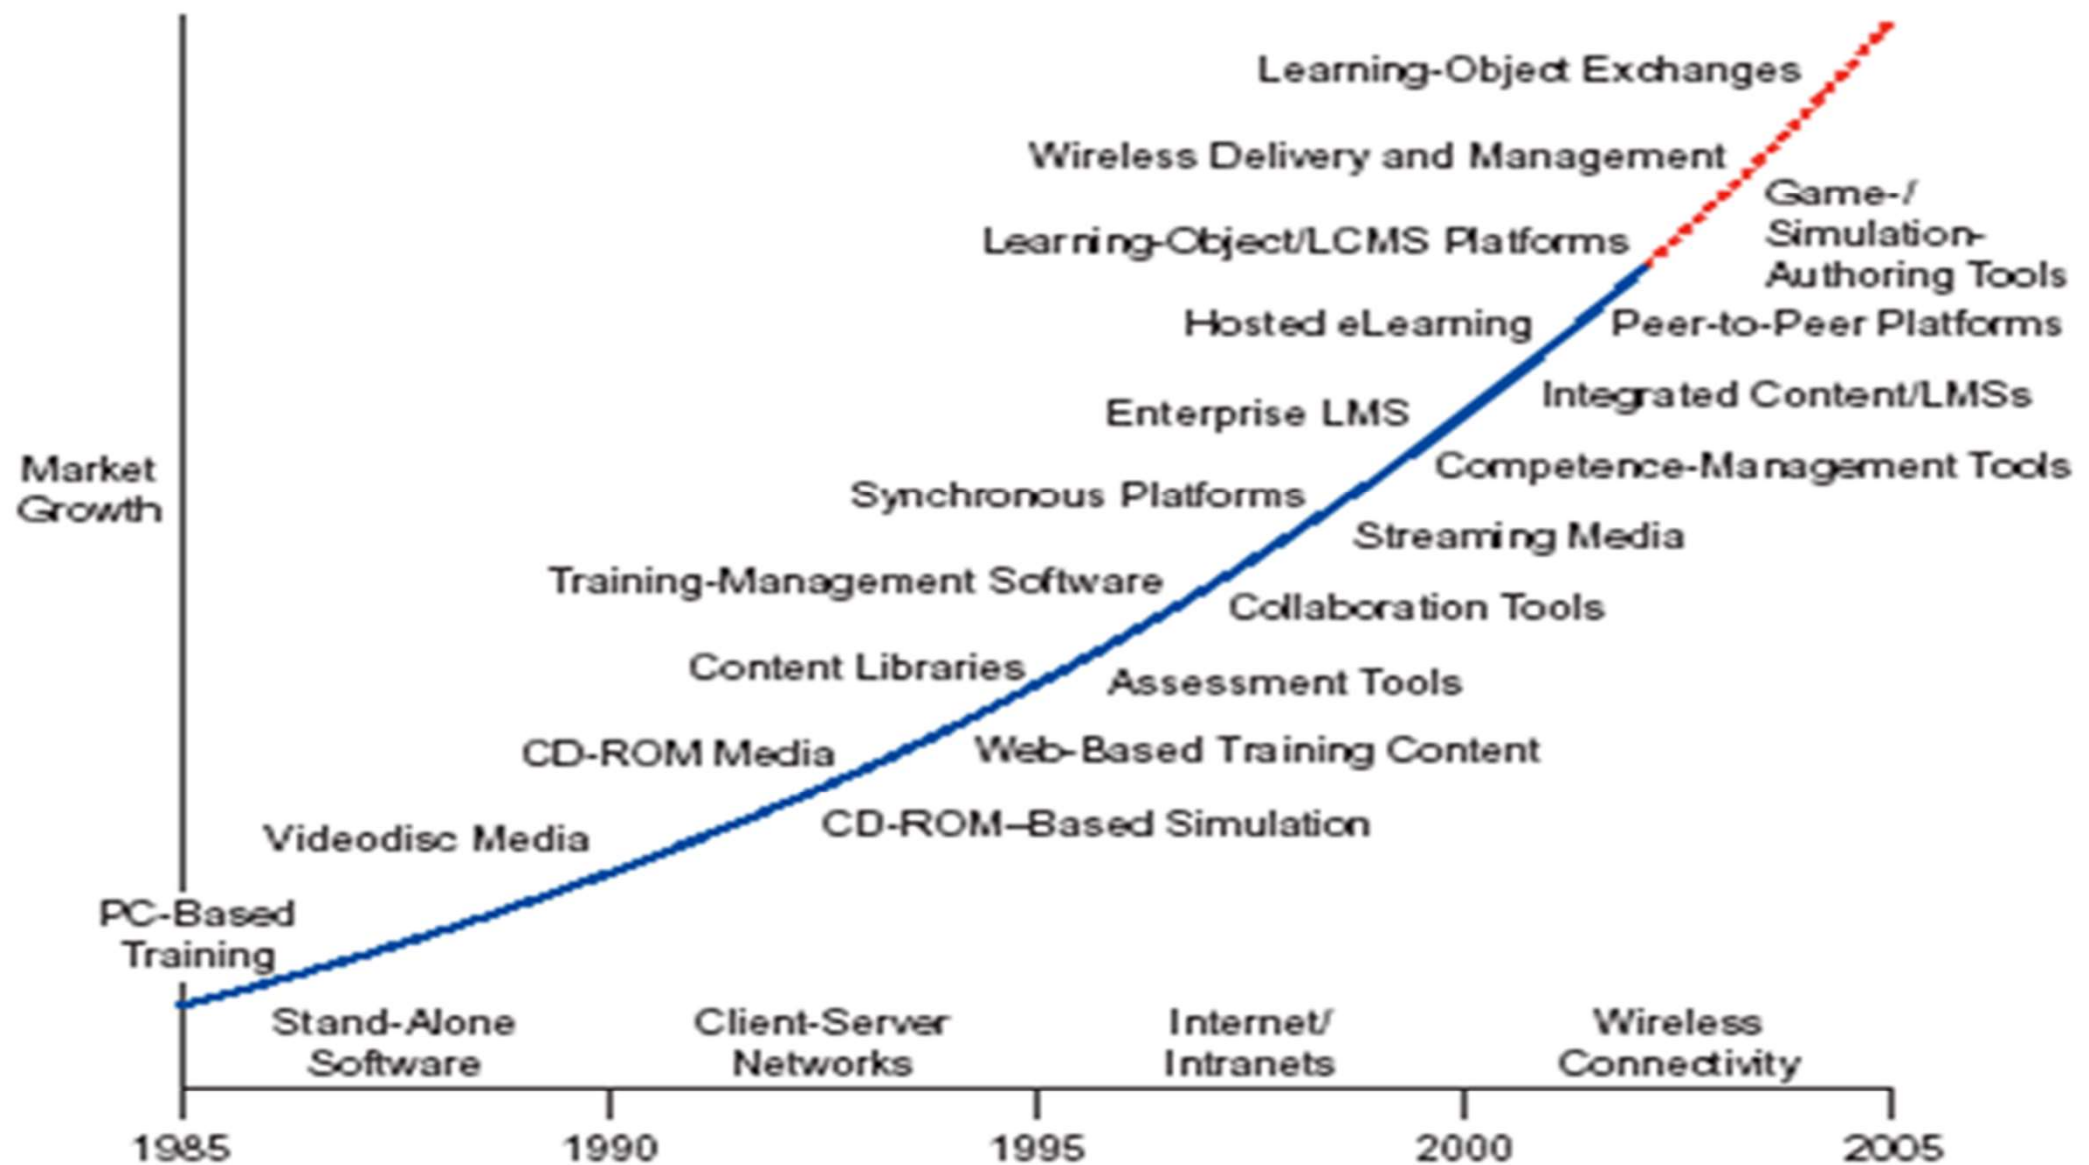 Learning-Object Exchanges
Wireless Delivery and Management
Game-/
Simulation-
Authoring Tools
Learning-Object/LCMS Platforms
Hosted eLearning
Peer-to-Peer Platforms
Integrated Content/LMSs
Enterprise LMS
Competence-Management Tools
Market
Growth
Synchronous Platforms
Streaming Media
Training-Management Software
Collaboration Tools
Content Libraries
Assessment Tools
CD-ROM Media
Web-Based Training Content
CD-ROM–Based Simulation
Videodisc Media
PC-Based
Training
Stand-Alone
Software
Client-Server
Networks
Internet/
Intranets
Wireless
Connectivity
1985
1990
1995
2000
2005